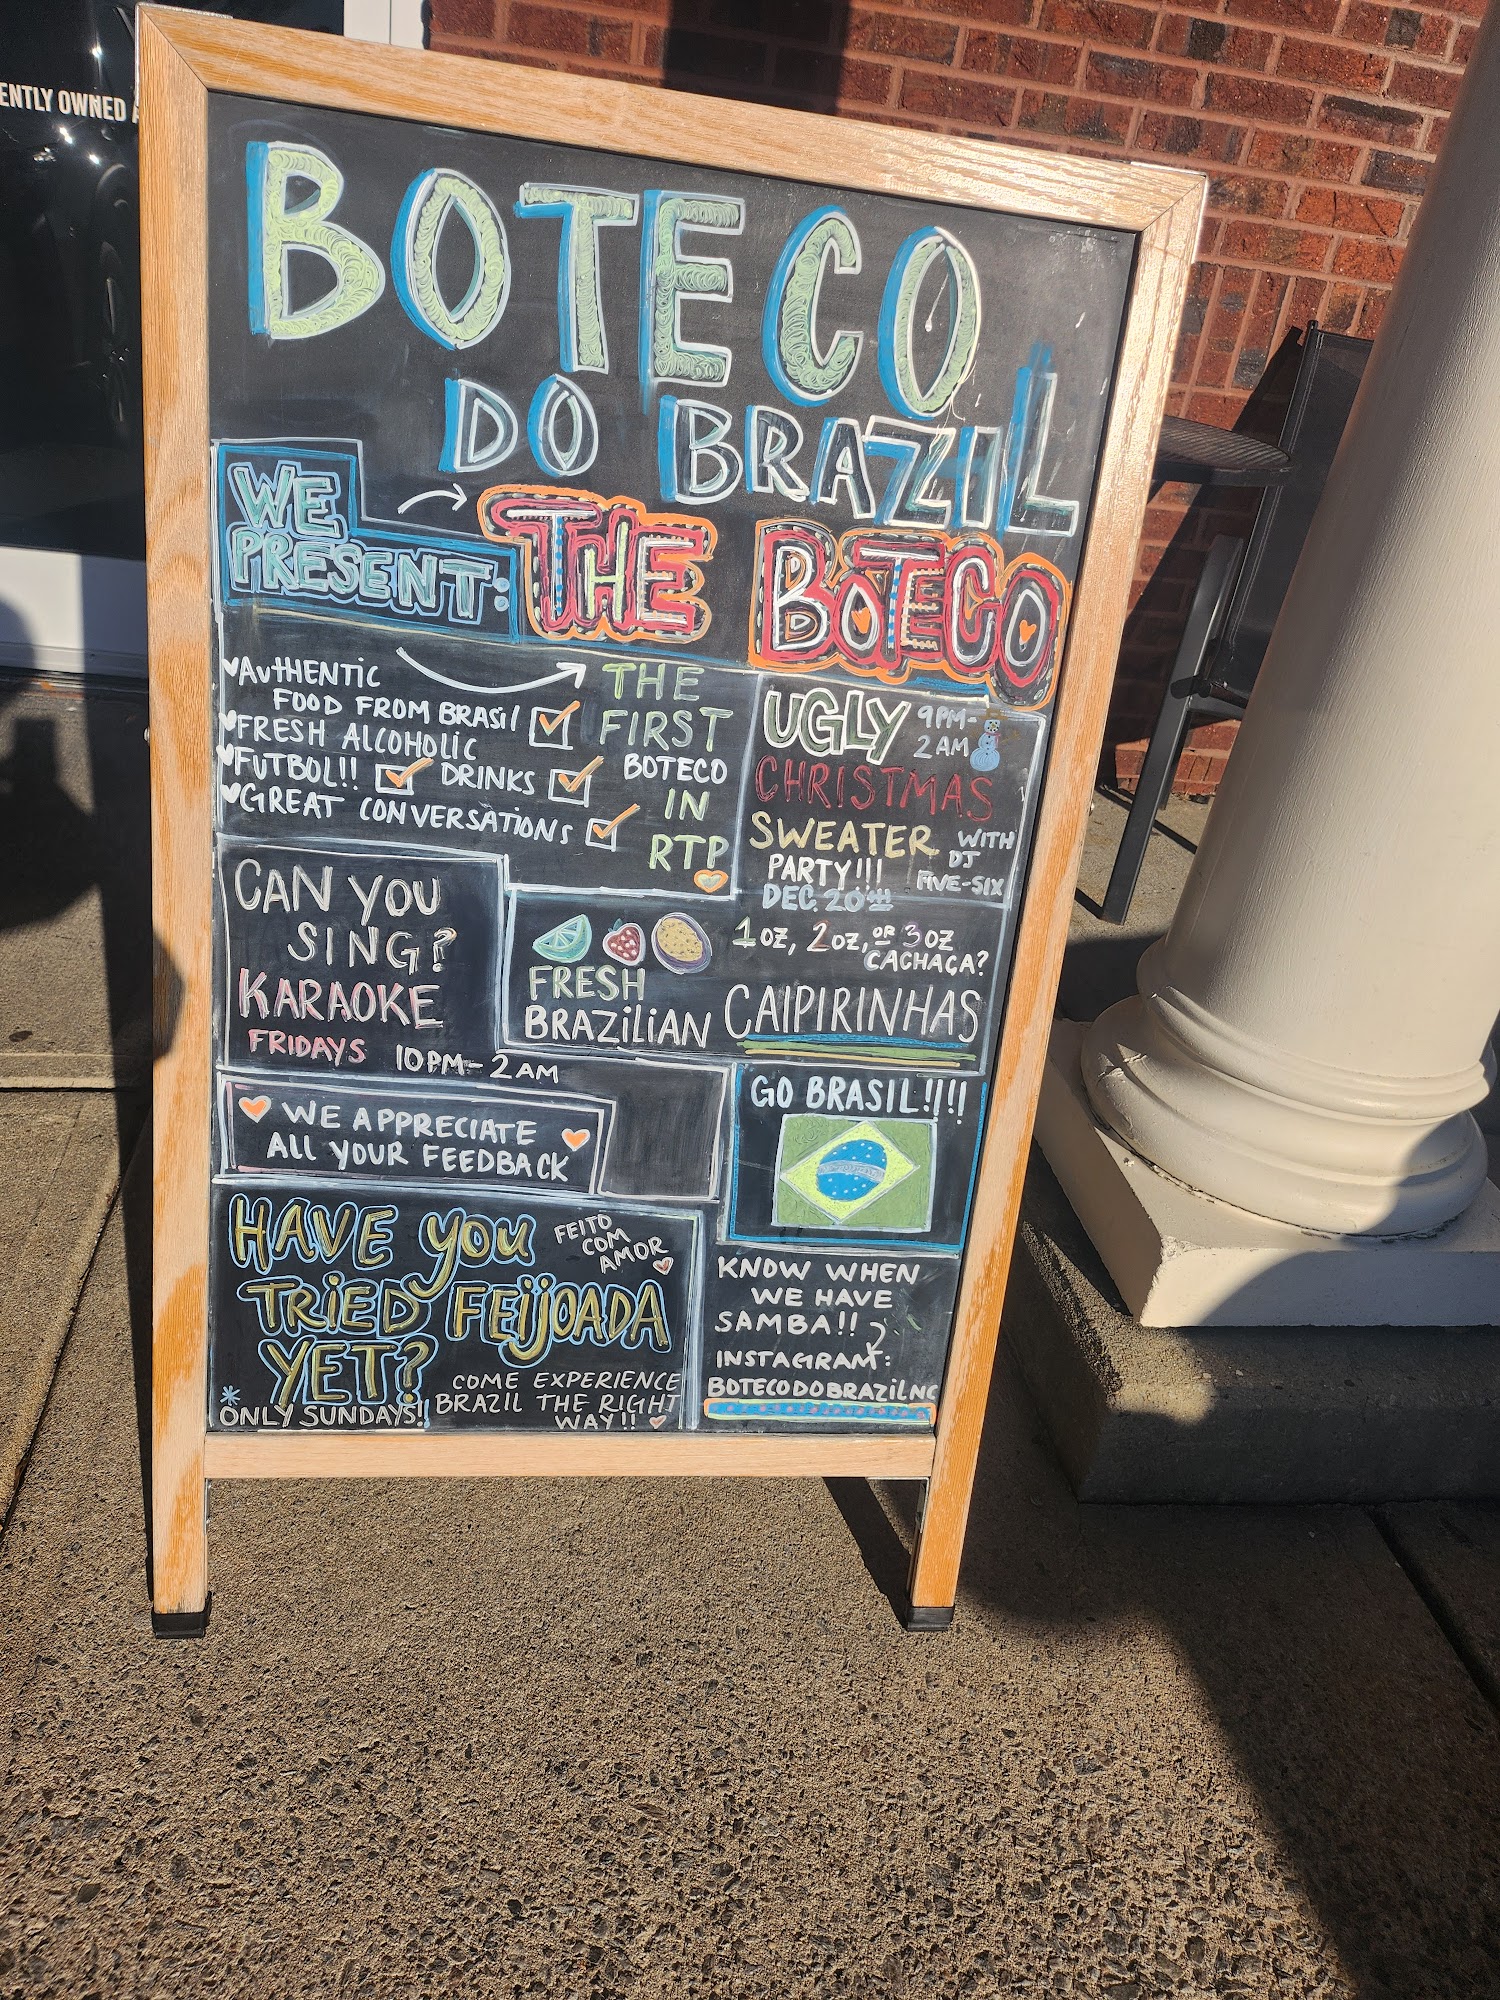 ENTLY OWNED
BOTECO
DO BRAZIL
WE
PRESENT:
THE BOTECO
AUTHENTIC
FOOD FROM BRASIL
FRESH ALCOHOLIC
FUTBOL!! DRINKS
GREAT CONVERSATIONS
THE
FIRST
BOTECO
IN
RTP
UGLY 9PM-
2AM
CHRISTMAS
SWEATER WITH
PARTY!!! DJ
DEC. 20TH FIVE-SIX
CAN YOU
SING?
KARAOKE
FRIDAYS 10PM-2AM
1OZ, 2OZ, OR 3OZ
CACHAÇA?
FRESH
BRAZILIAN CAIPIRINHAS
WE APPRECIATE
ALL YOUR FEEDBACK
GO BRASIL!!!!
HAVE YOU
TRIED FEIJOADA
YET?
FEITO
COM
AMOR
* ONLY SUNDAYS!!
COME EXPERIENCE
BRAZIL THE RIGHT
WAY!!
KNOW WHEN
WE HAVE
SAMBA!!
INSTAGRAM:
BOTECODOBRAZILNC